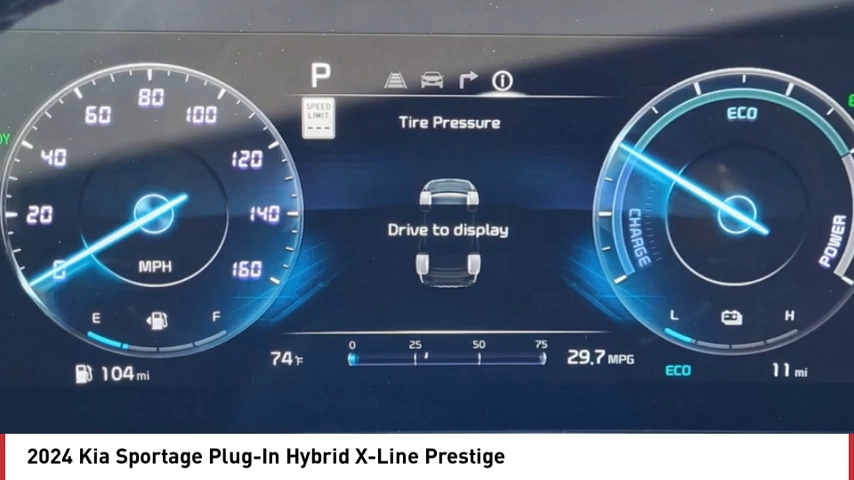 P
SPEED
LIMIT
---
Tire Pressure
Drive to display
0 20 40 60 80 100 120 140 160
MPH
E F
104 mi
74°F
0 25 50 75
29.7 MPG
ECO
CHARGE
POWER
L H
ECO
11 mi
2024 Kia Sportage Plug-In Hybrid X-Line Prestige